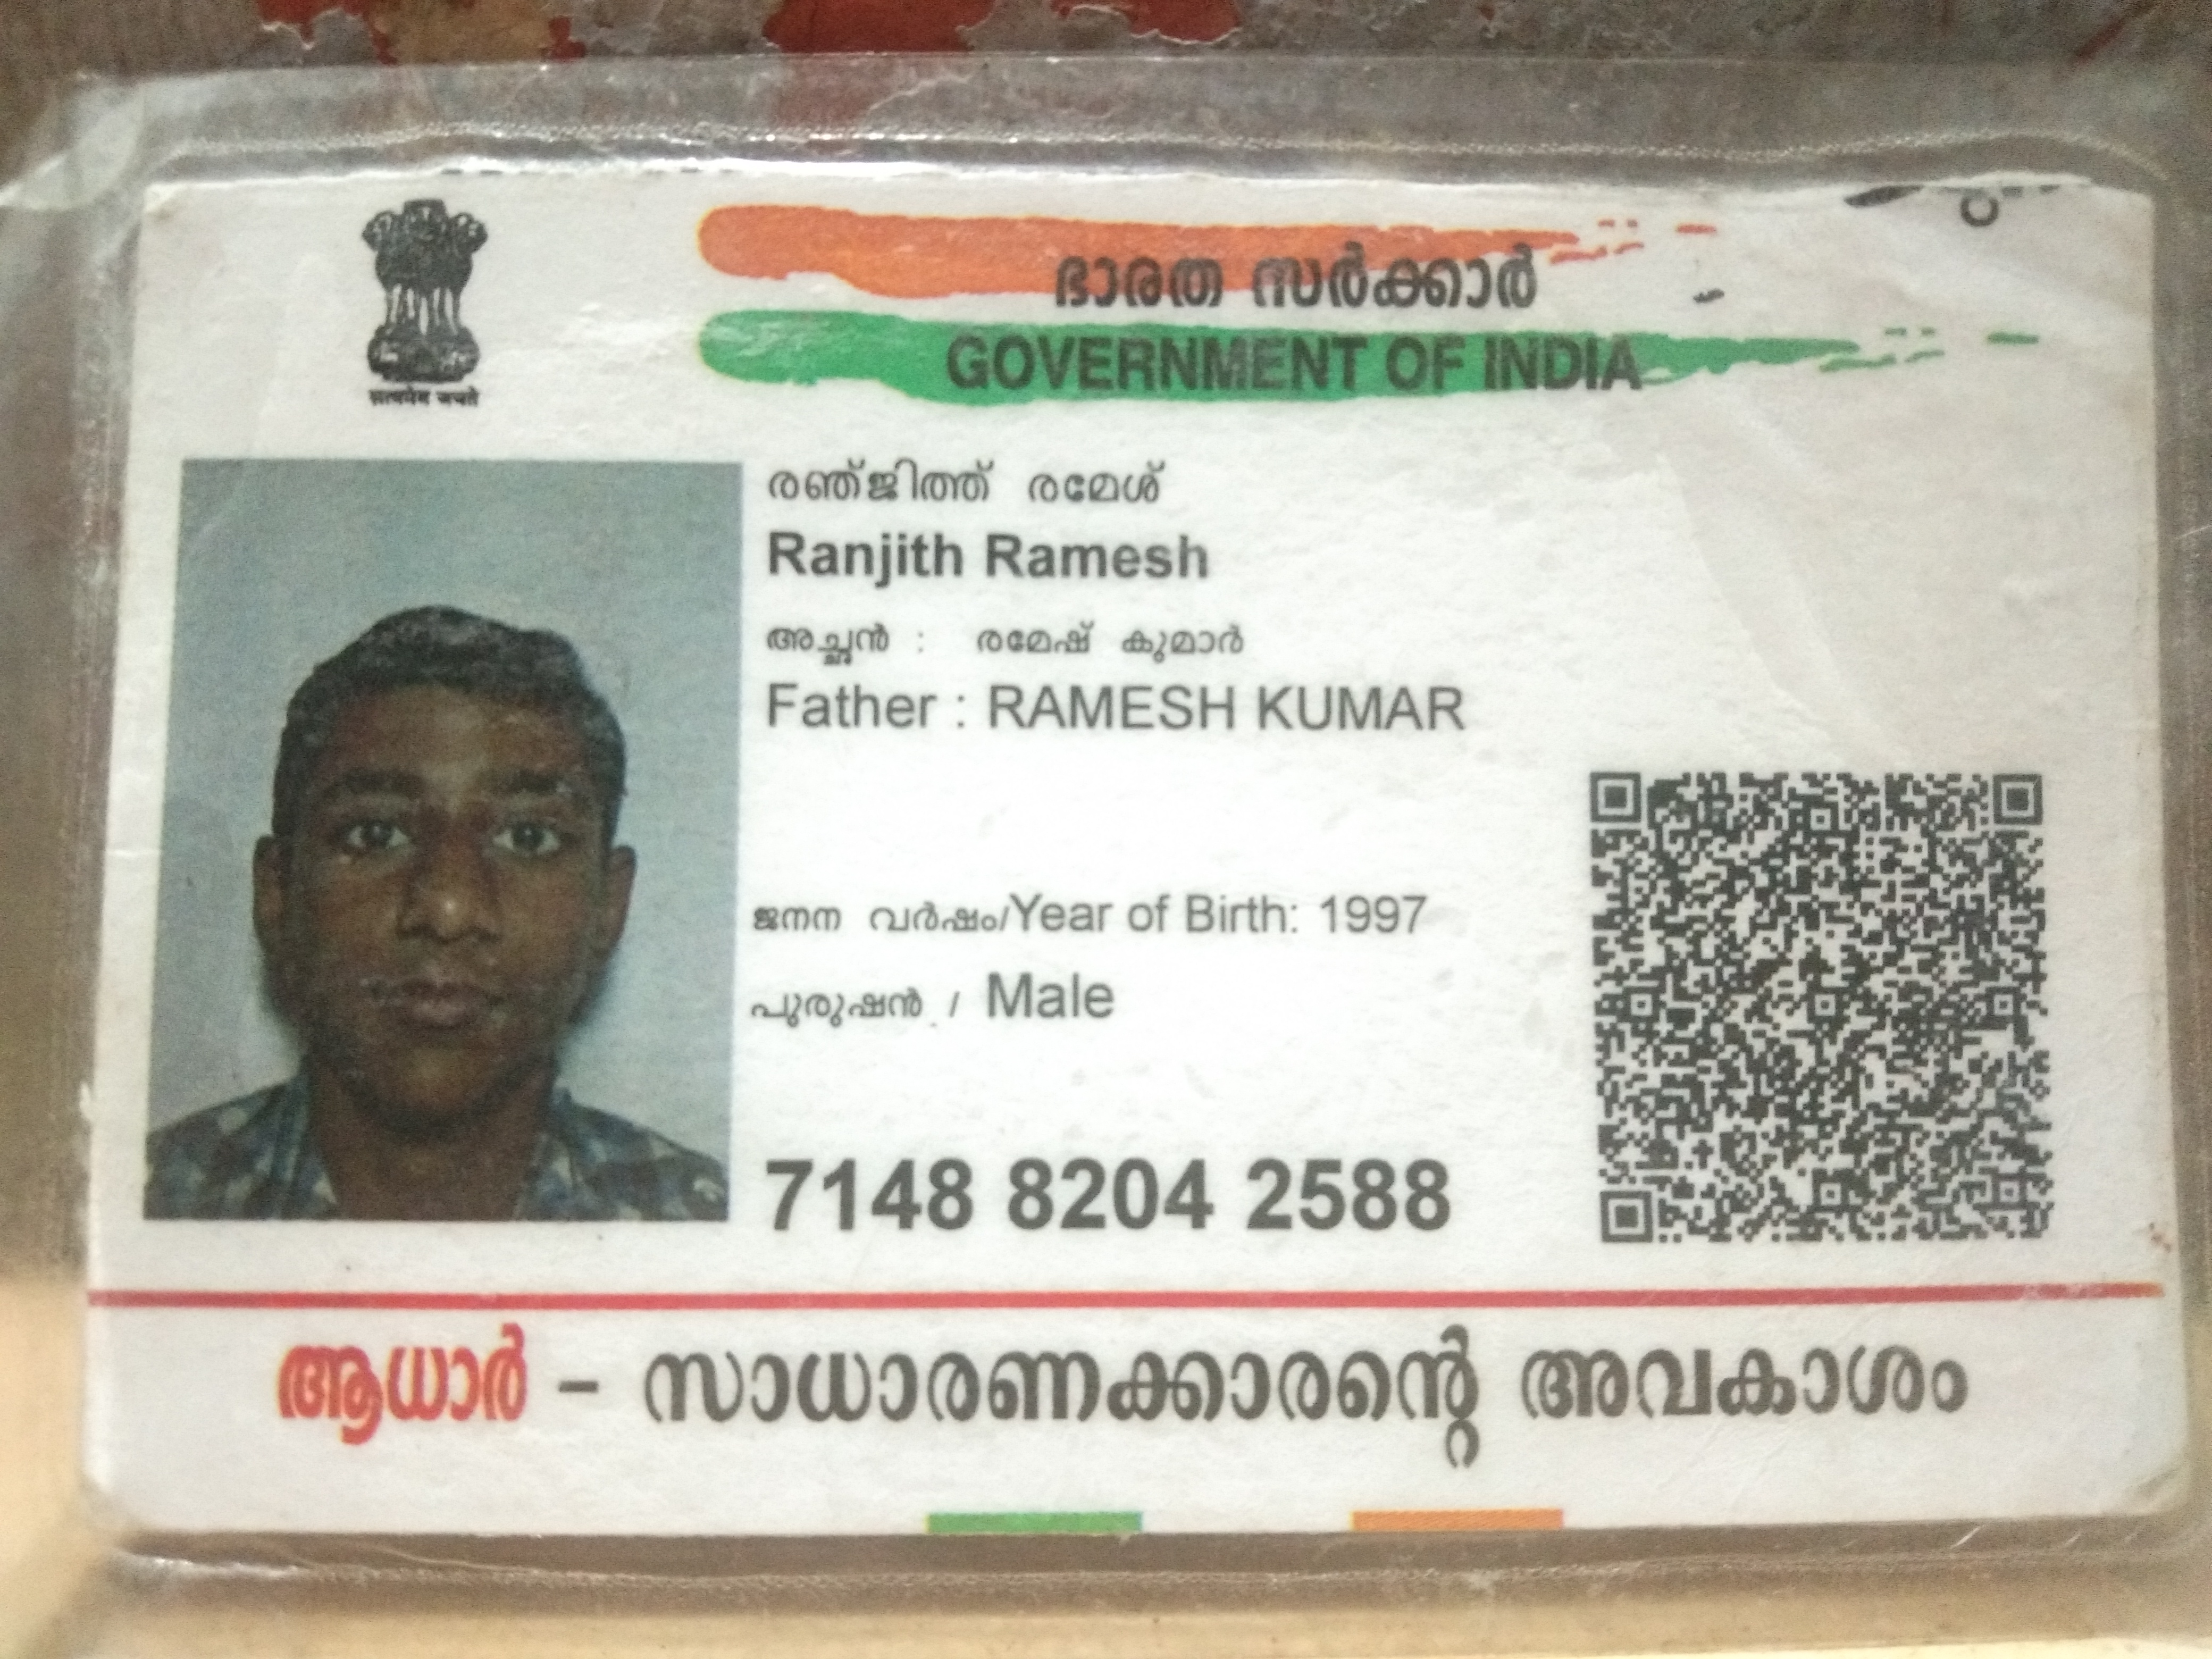 ഭാരത സർക്കാർ
GOVERNMENT OF INDIA
सत्यमेव जयते
രഞ്ജിത്ത് രമേശ്
Ranjith Ramesh
അച്ഛൻ : രമേഷ് കുമാർ
Father : RAMESH KUMAR
ജനന വർഷം/Year of Birth: 1997
പുരുഷൻ / Male
7148 8204 2588
ആധാർ - സാധാരണക്കാരന്റെ അവകാശം